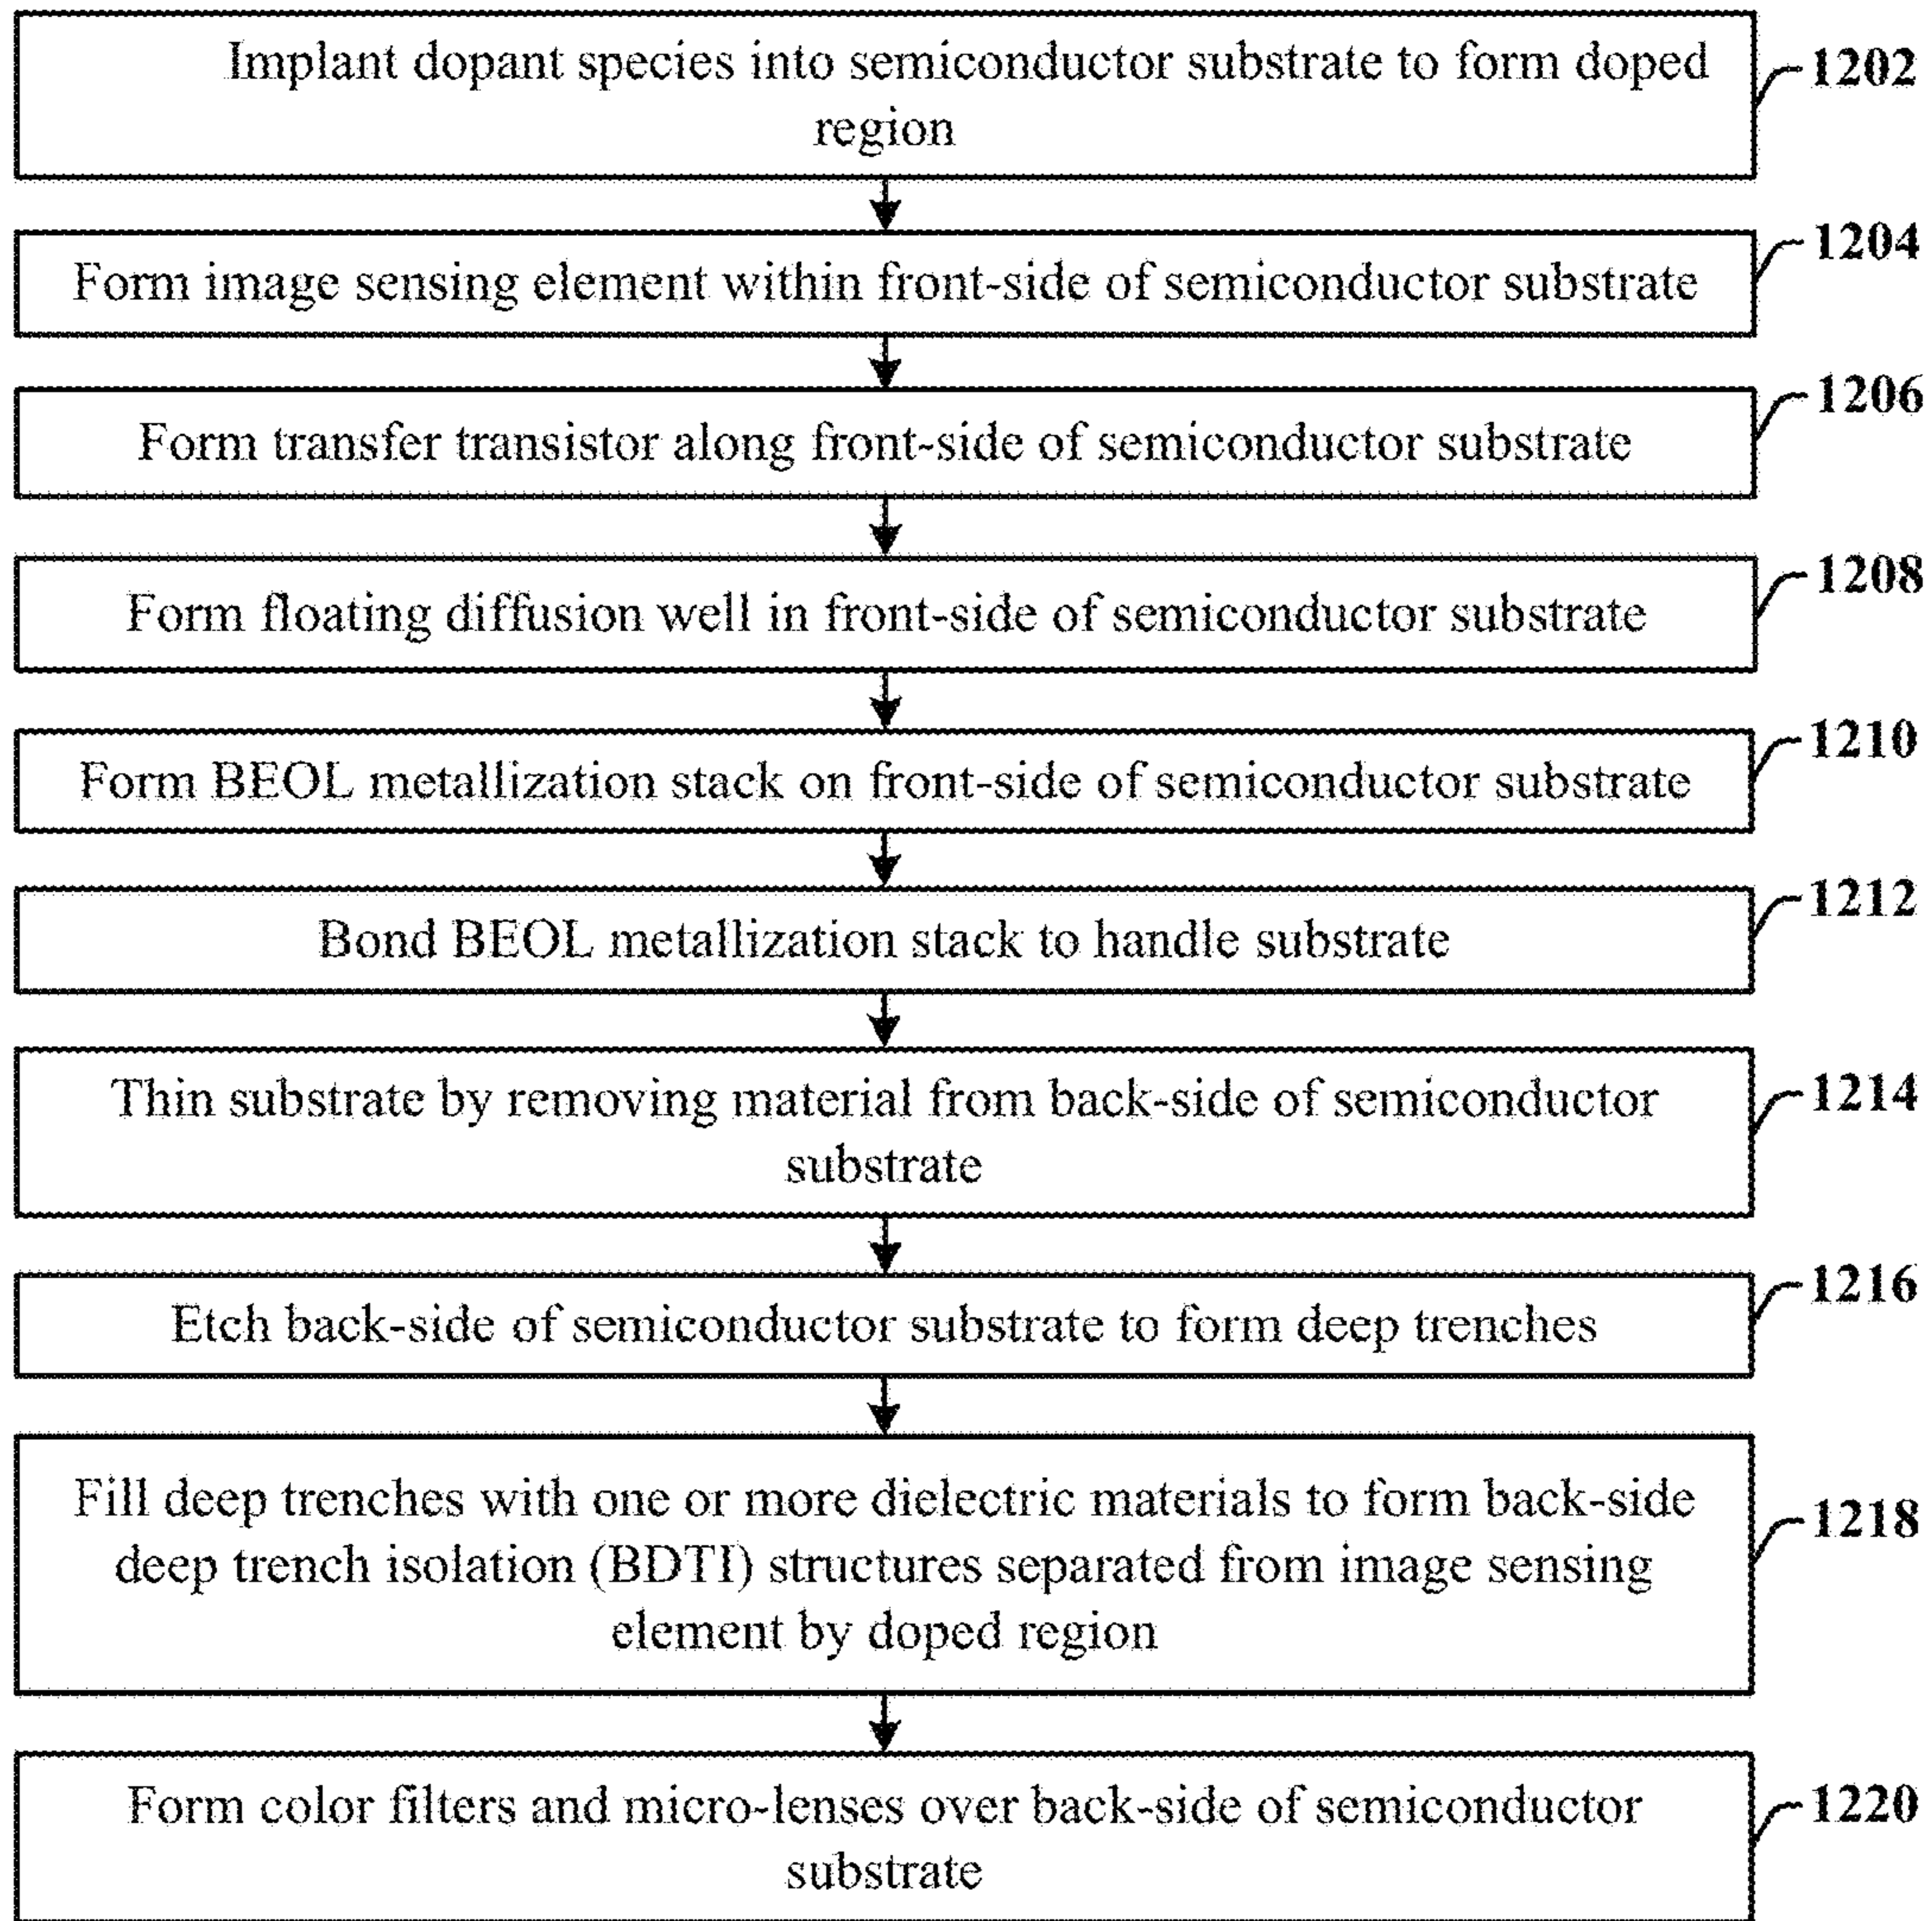 Implant dopant species into semiconductor substrate to form doped
region
1202
Form image sensing element within front-side of semiconductor substrate
1204
Form transfer transistor along front-side of semiconductor substrate
1206
Form floating diffusion well in front-side of semiconductor substrate
1208
Form BEOL metallization stack on front-side of semiconductor substrate
1210
Bond BEOL metallization stack to handle substrate
1212
Thin substrate by removing material from back-side of semiconductor
substrate
1214
Etch back-side of semiconductor substrate to form deep trenches
1216
Fill deep trenches with one or more dielectric materials to form back-side
deep trench isolation (BDTI) structures separated from image sensing
element by doped region
1218
Form color filters and micro-lenses over back-side of semiconductor
substrate
1220